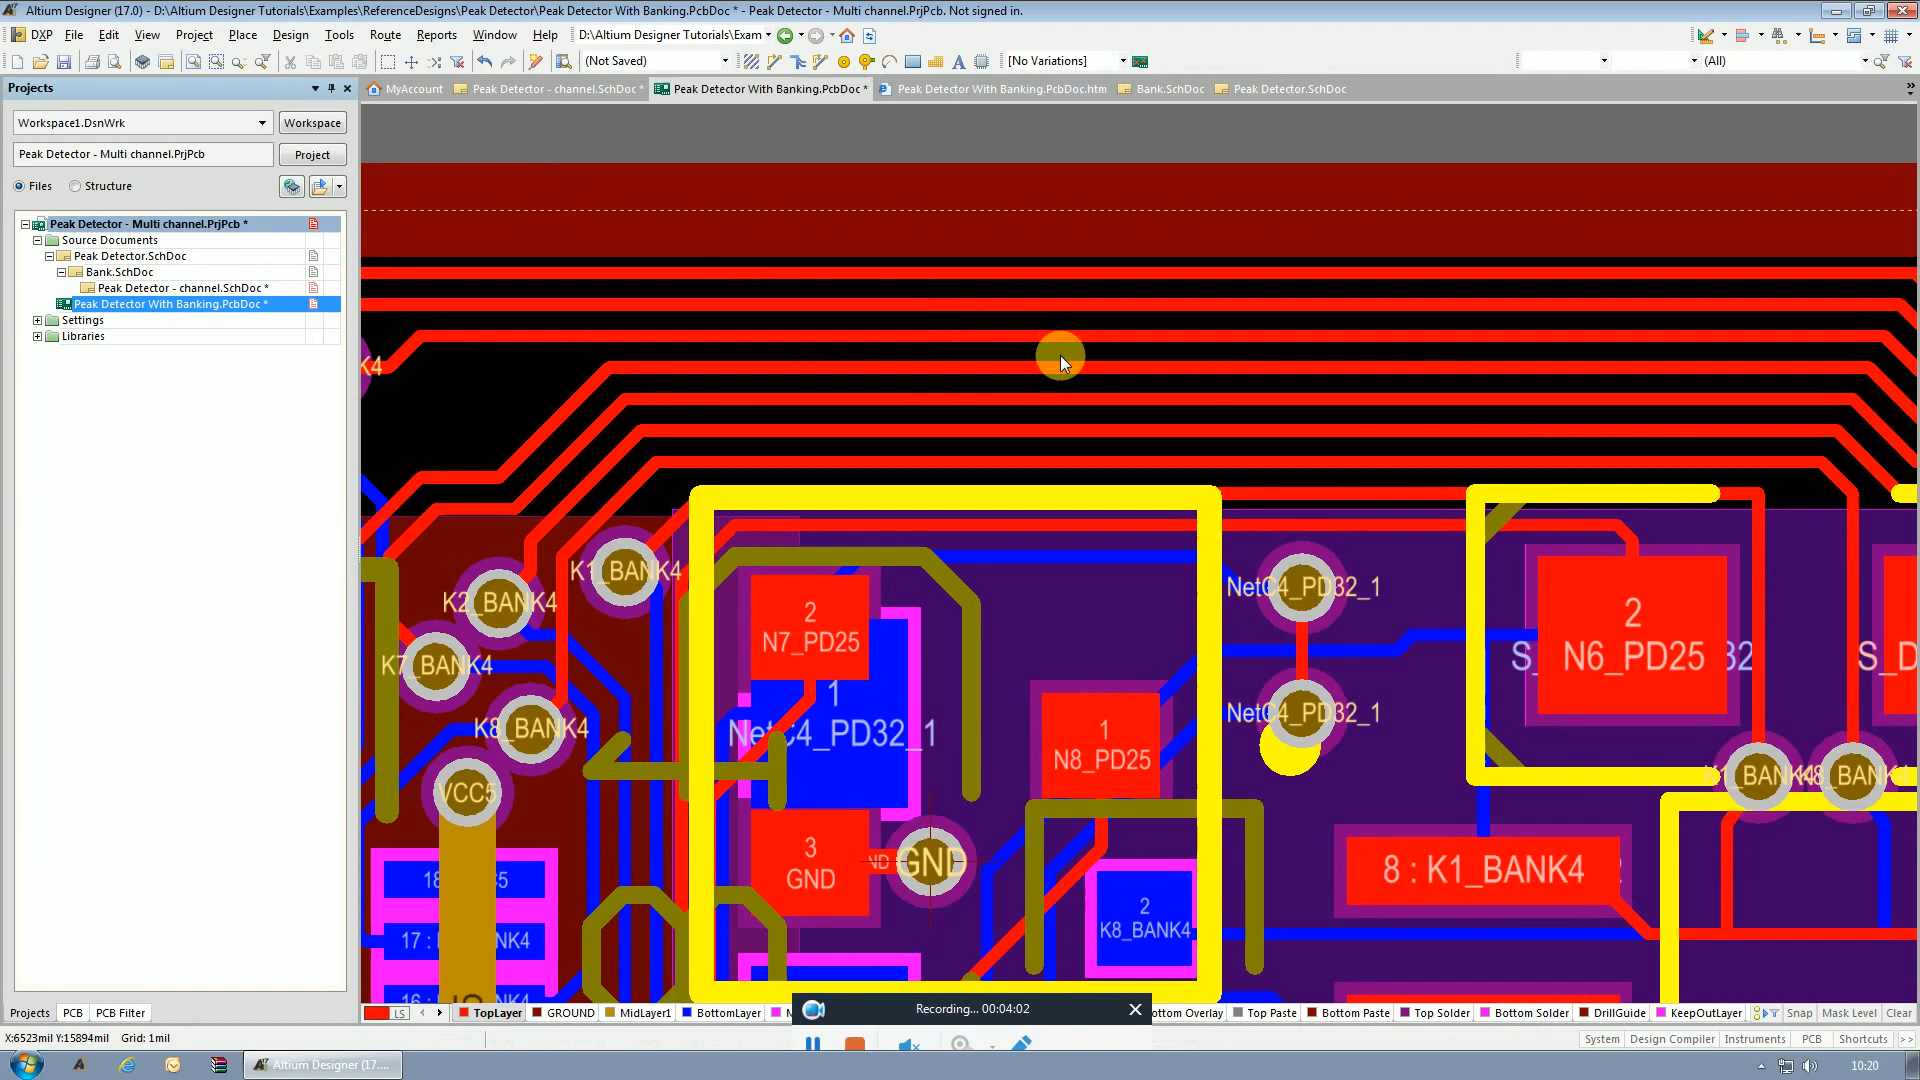 Altium Designer (17.0) - D:\Altium Designer Tutorials\Examples\ReferenceDesigns\Peak Detector\Peak Detector With Banking.PcbDoc * - Peak Detector - Multi channel.PrjPcb. Not signed in.
DXP File Edit View Project Place Design Tools Route Reports Window Help D:\Altium Designer Tutorials\Exam
(Not Saved) [No Variations] (All)
Projects
MyAccount Peak Detector - channel.SchDoc * Peak Detector With Banking.PcbDoc * Peak Detector With Banking.PcbDoc.htm Bank.SchDoc Peak Detector.SchDoc
Workspace1.DsnWrk Workspace
Peak Detector - Multi channel.PrjPcb Project
Files Structure
Peak Detector - Multi channel.PrjPcb *
Source Documents
Peak Detector.SchDoc
Bank.SchDoc
Peak Detector - channel.SchDoc *
Peak Detector With Banking.PcbDoc *
Settings
Libraries
K4
K1_BANK4
K2_BANK4
K7_BANK4
K8_BANK4
VCC5
2
N7_PD25
1
NetC4_PD32_1
3
GND
GND
1
N8_PD25
2
K8_BANK4
NetC4_PD32_1
NetC4_PD32_1
2
N6_PD25
8 : K1_BANK4
Projects PCB PCB Filter
LS TopLayer GROUND MidLayer1 BottomLayer ottom Overlay Top Paste Bottom Paste Top Solder Bottom Solder DrillGuide KeepOutLayer Snap Mask Level Clear
Recording... 00:04:02
X:6523mil Y:15894mil Grid: 1mil
System Design Compiler Instruments PCB Shortcuts >>
Altium Designer (17....
10:20